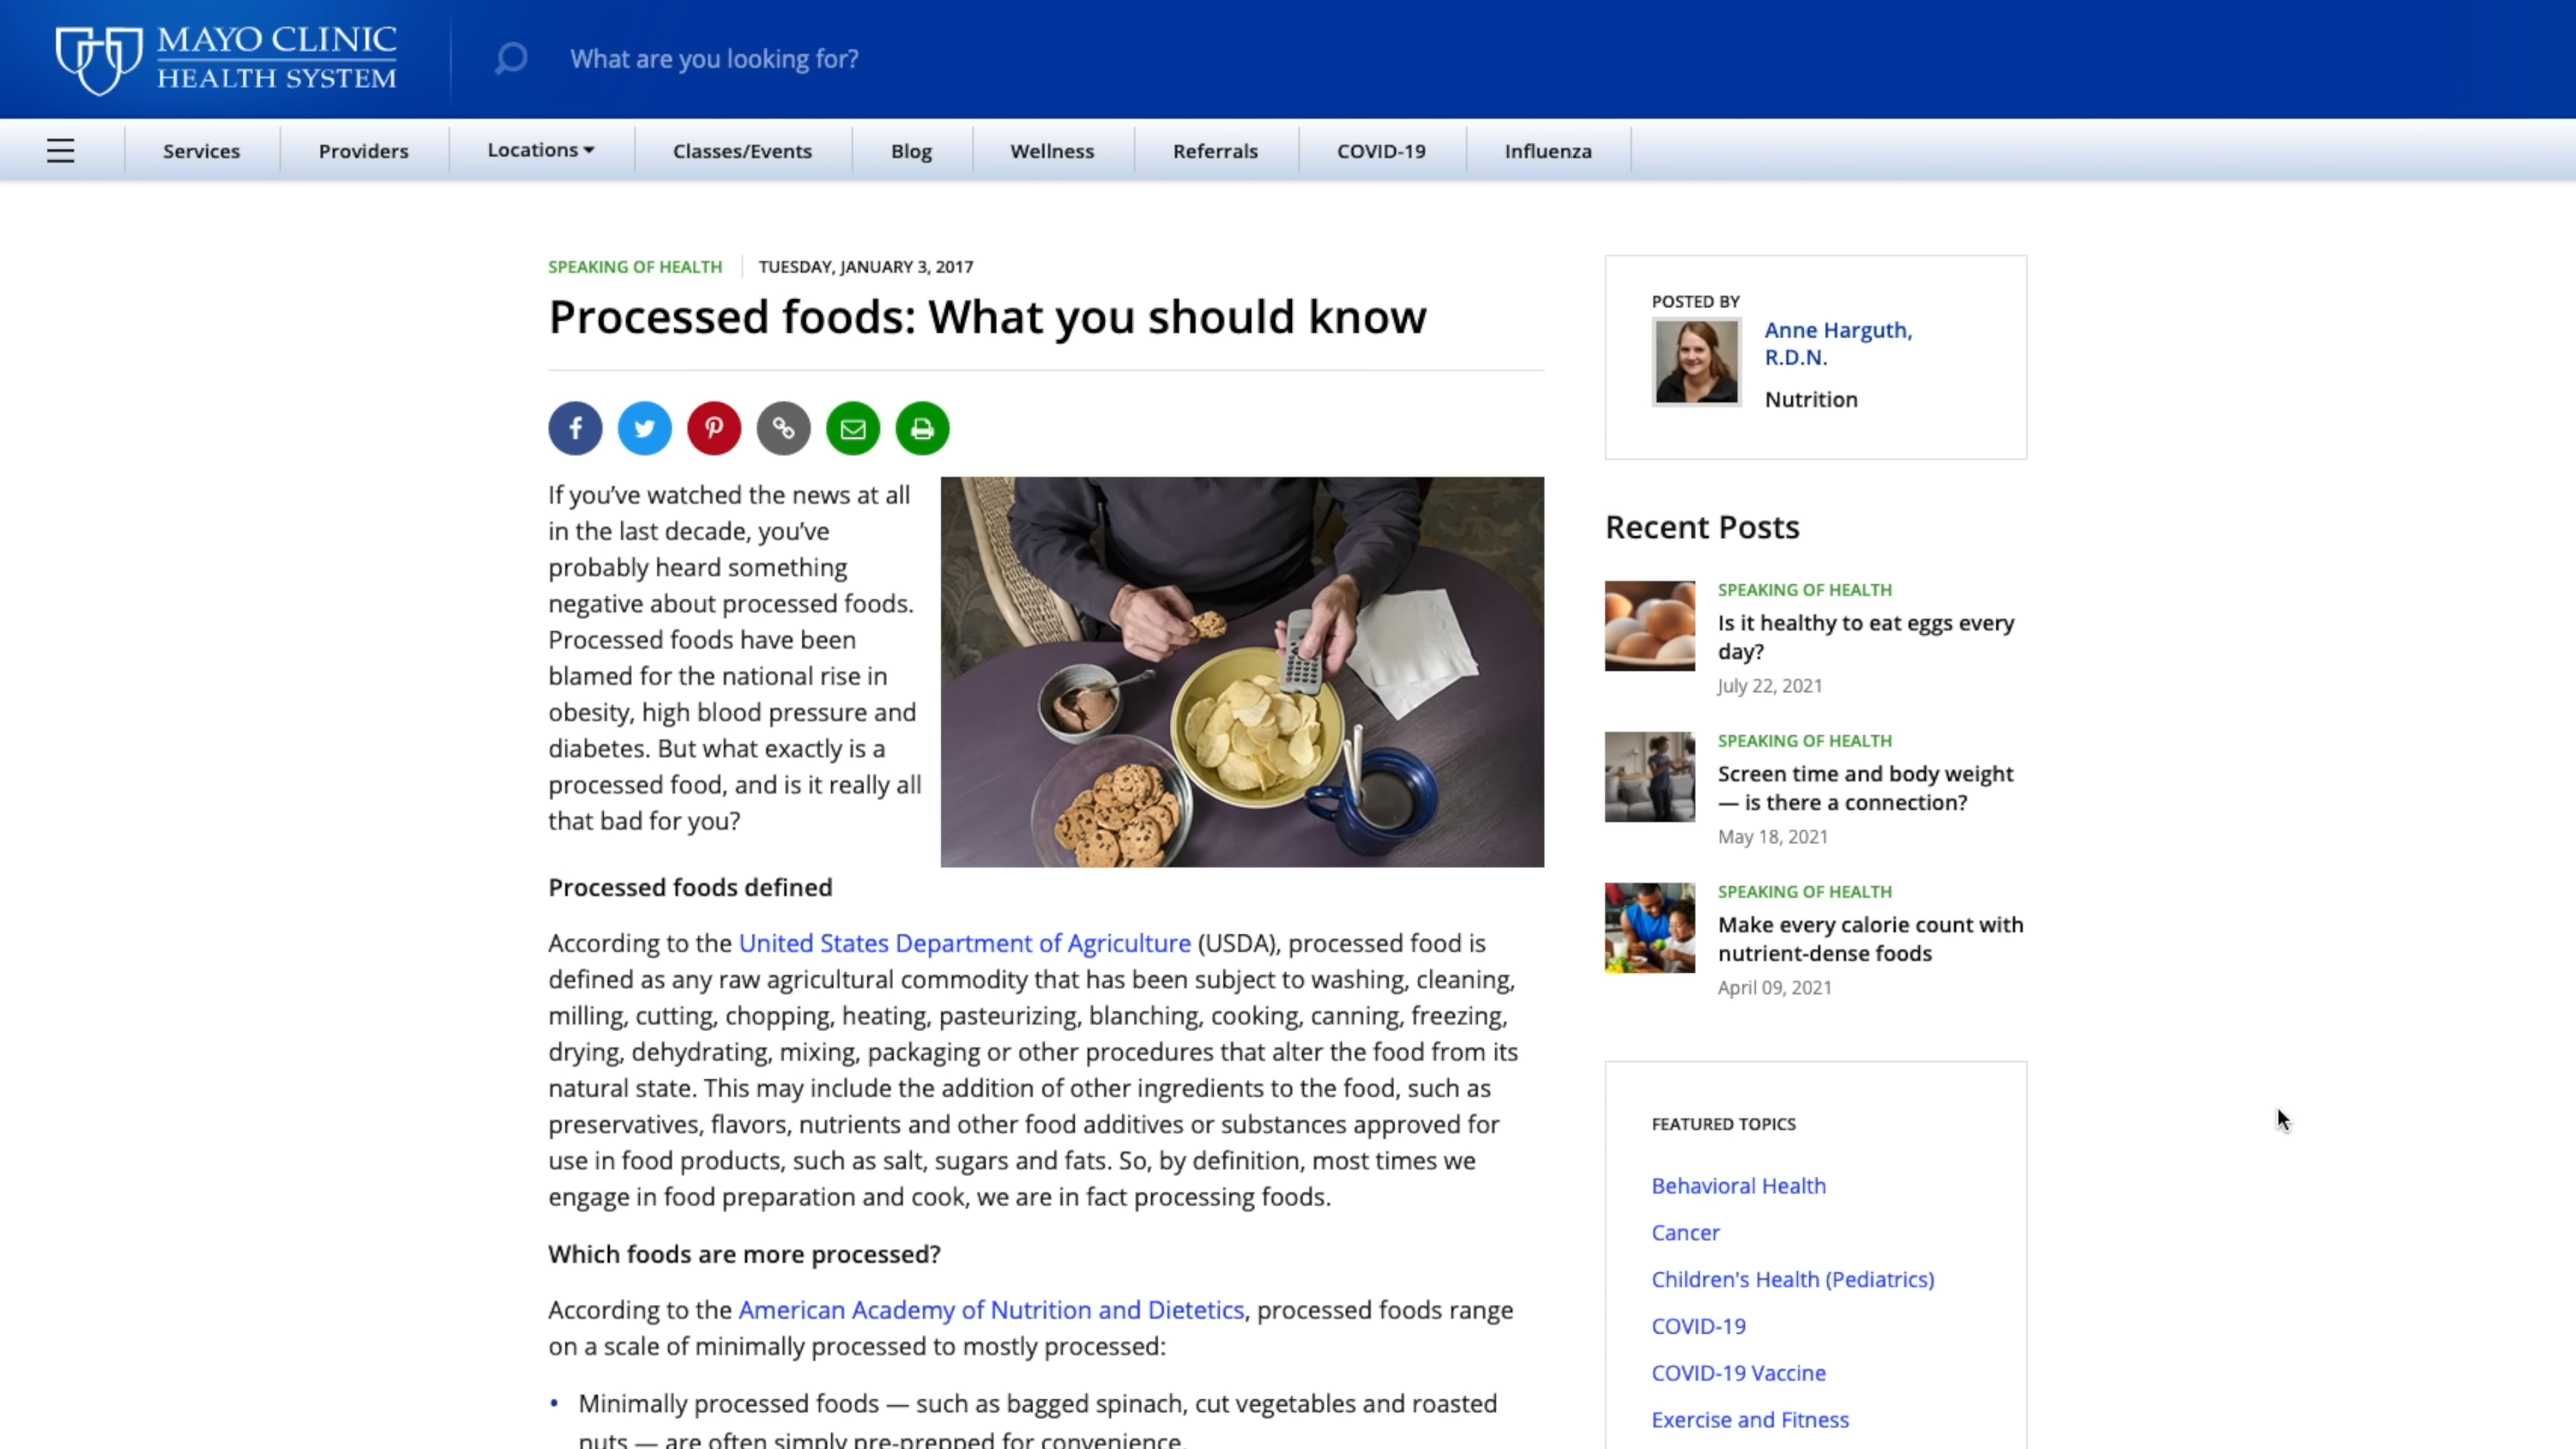 MAYO CLINIC
HEALTH SYSTEM
What are you looking for?
Services
Providers
Locations
Classes/Events
Blog
Wellness
Referrals
COVID-19
Influenza
SPEAKING OF HEALTH
TUESDAY, JANUARY 3, 2017
Processed foods: What you should know
If you’ve watched the news at all
in the last decade, you’ve
probably heard something
negative about processed foods.
Processed foods have been
blamed for the national rise in
obesity, high blood pressure and
diabetes. But what exactly is a
processed food, and is it really all
that bad for you?
Processed foods defined
According to the United States Department of Agriculture (USDA), processed food is
defined as any raw agricultural commodity that has been subject to washing, cleaning,
milling, cutting, chopping, heating, pasteurizing, blanching, cooking, canning, freezing,
drying, dehydrating, mixing, packaging or other procedures that alter the food from its
natural state. This may include the addition of other ingredients to the food, such as
preservatives, flavors, nutrients and other food additives or substances approved for
use in food products, such as salt, sugars and fats. So, by definition, most times we
engage in food preparation and cook, we are in fact processing foods.
Which foods are more processed?
According to the American Academy of Nutrition and Dietetics, processed foods range
on a scale of minimally processed to mostly processed:
• Minimally processed foods — such as bagged spinach, cut vegetables and roasted
nuts — are often simply pre-prepped for convenience.
POSTED BY
Anne Harguth,
R.D.N.
Nutrition
Recent Posts
SPEAKING OF HEALTH
Is it healthy to eat eggs every
day?
July 22, 2021
SPEAKING OF HEALTH
Screen time and body weight
— is there a connection?
May 18, 2021
SPEAKING OF HEALTH
Make every calorie count with
nutrient-dense foods
April 09, 2021
FEATURED TOPICS
Behavioral Health
Cancer
Children's Health (Pediatrics)
COVID-19
COVID-19 Vaccine
Exercise and Fitness